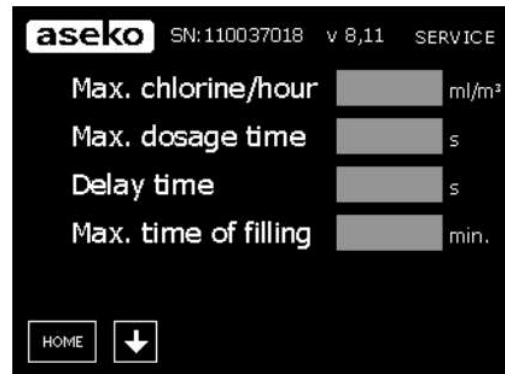 aseko SN:110037018 v 8,11 SERVICE
Max. chlorine/hour ml/m³
Max. dosage time s
Delay time s
Max. time of filling min.
HOME